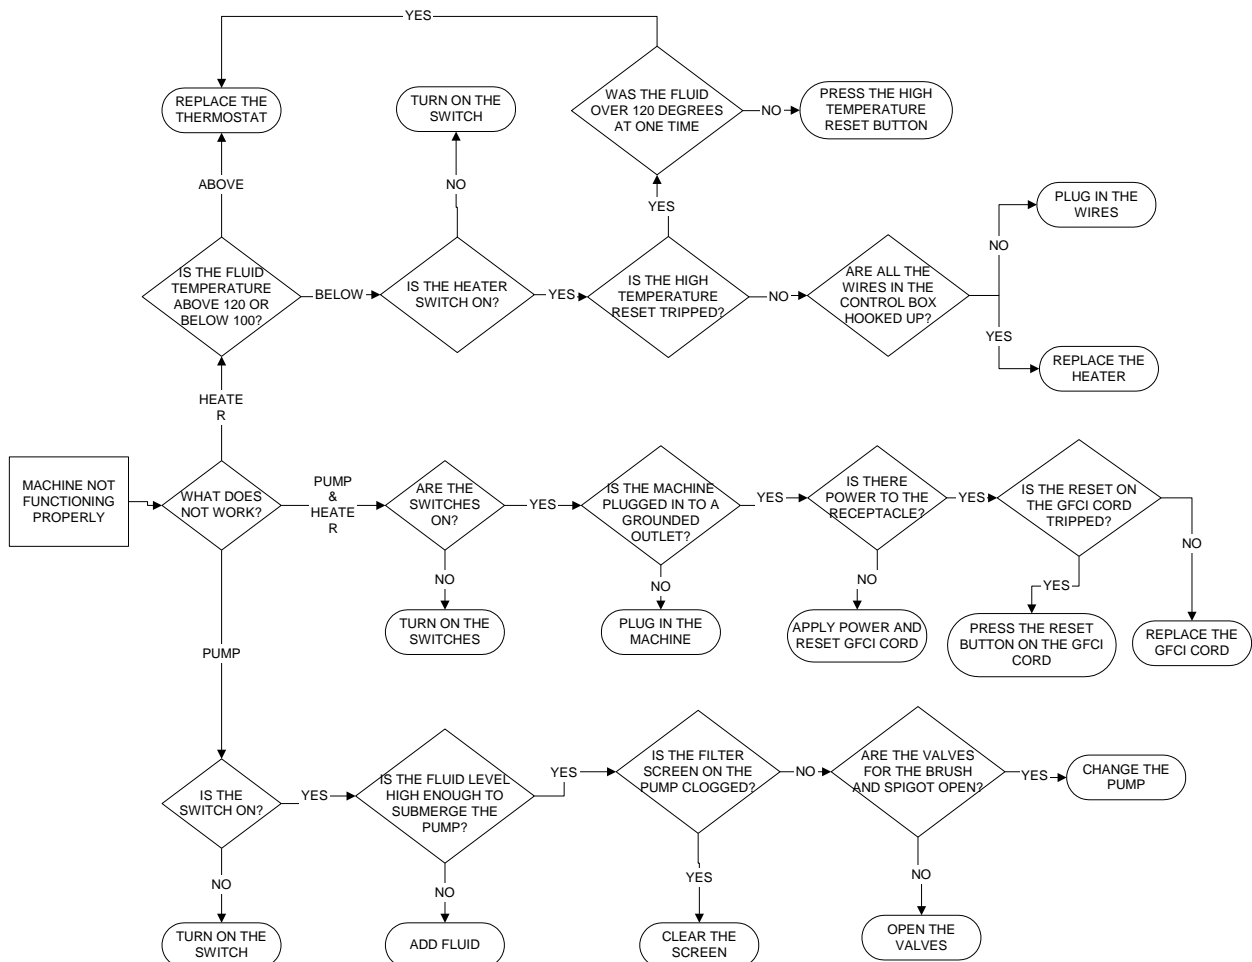 YES
REPLACE THE
THERMOSTAT
TURN ON THE
SWITCH
WAS THE FLUID
OVER 120 DEGREES
AT ONE TIME
NO
PRESS THE HIGH
TEMPERATURE
RESET BUTTON
ABOVE
NO
YES
PLUG IN THE
WIRES
NO
IS THE FLUID
TEMPERATURE
ABOVE 120 OR
BELOW 100?
BELOW
IS THE HEATER
SWITCH ON?
YES
IS THE HIGH
TEMPERATURE
RESET TRIPPED?
NO
ARE ALL THE
WIRES IN THE
CONTROL BOX
HOOKED UP?
YES
REPLACE THE
HEATER
HEATE
R
MACHINE NOT
FUNCTIONING
PROPERLY
WHAT DOES
NOT WORK?
PUMP
&
HEATE
R
ARE THE
SWITCHES
ON?
YES
IS THE MACHINE
PLUGGED IN TO A
GROUNDED
OUTLET?
YES
IS THERE
POWER TO THE
RECEPTACLE?
YES
IS THE RESET ON
THE GFCI CORD
TRIPPED?
NO
NO
NO
NO
YES
TURN ON THE
SWITCHES
PLUG IN THE
MACHINE
APPLY POWER AND
RESET GFCI CORD
PRESS THE RESET
BUTTON ON THE GFCI
CORD
REPLACE THE
GFCI CORD
PUMP
IS THE
SWITCH ON?
YES
IS THE FLUID LEVEL
HIGH ENOUGH TO
SUBMERGE THE
PUMP?
YES
IS THE FILTER
SCREEN ON THE
PUMP CLOGGED?
NO
ARE THE VALVES
FOR THE BRUSH
AND SPIGOT OPEN?
YES
CHANGE THE
PUMP
NO
NO
YES
NO
TURN ON THE
SWITCH
ADD FLUID
CLEAR THE
SCREEN
OPEN THE
VALVES